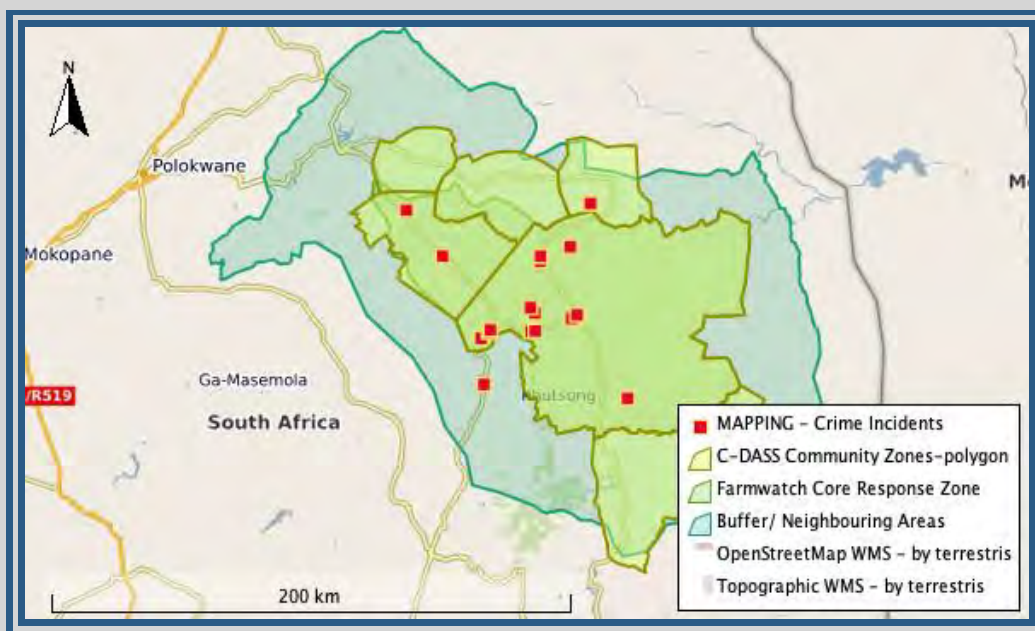 N
Polokwane
Mokopane
Ga-Masemola
/R519
South Africa
Khutsong
MAPPING - Crime Incidents
C-DASS Community Zones-polygon
Farmwatch Core Response Zone
Buffer/ Neighbouring Areas
OpenStreetMap WMS - by terrestris
Topographic WMS - by terrestris
200 km